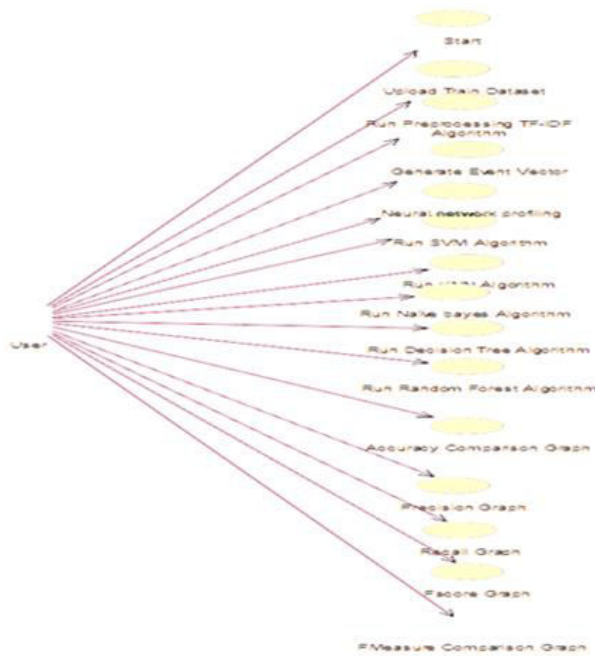 Start
Upload Train Dataset
Run Preprocessing TF-IDF
Algorithm
Generate Event Vector
Neural network profiling
Run SVM Algorithm
Run Algorithm
Run Naive bayes Algorithm
User
Run Decision Tree Algorithm
Run Random Forest Algorithm
Accuracy Comparison Graph
Precision Graph
Recall Graph
Fscore Graph
FMeasure Comparison Graph